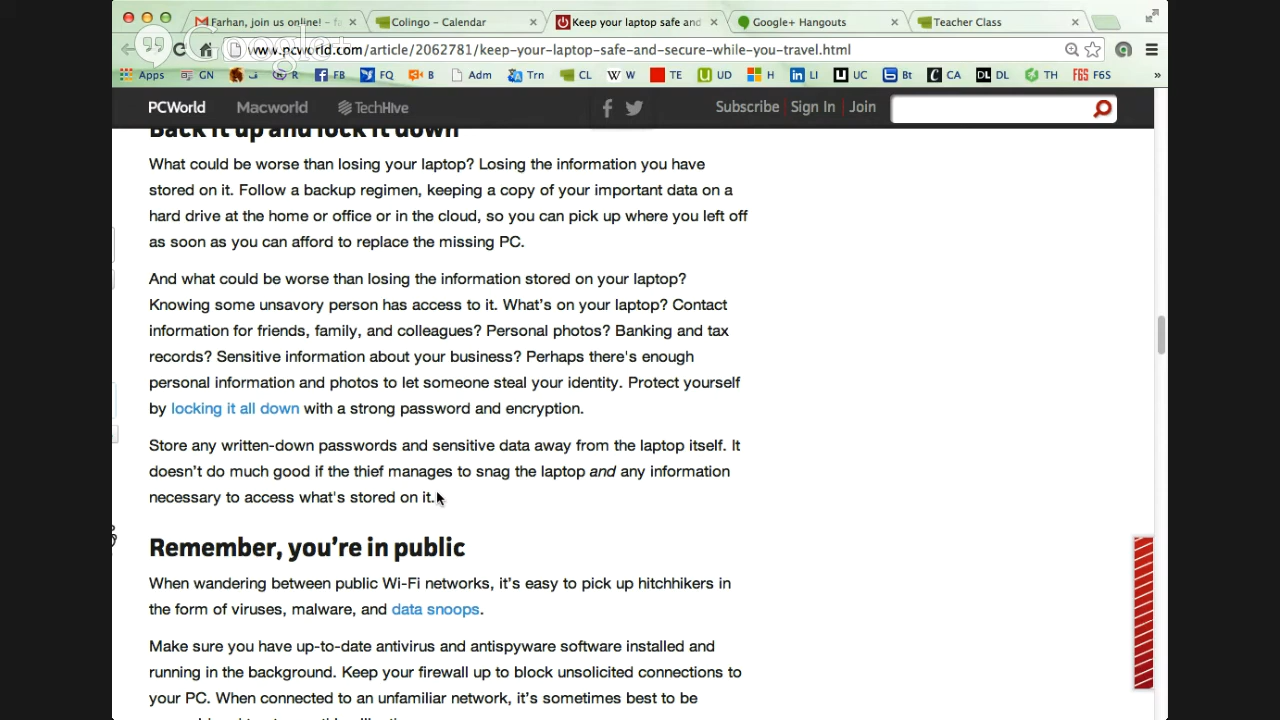 Farhan, join us online! – fa
Colingo – Calendar
Keep your laptop safe and
Google+ Hangouts
Teacher Class
Google+
www.pcworld.com/article/2062781/keep-your-laptop-safe-and-secure-while-you-travel.html
Apps GN R FB FQ B Adm Trn CL W W TE UD H LI UC Bt CA DL DL TH F6S F6S »
PCWorld Macworld TechHive Subscribe Sign In Join
Back it up and lock it down
What could be worse than losing your laptop? Losing the information you have
stored on it. Follow a backup regimen, keeping a copy of your important data on a
hard drive at the home or office or in the cloud, so you can pick up where you left off
as soon as you can afford to replace the missing PC.
And what could be worse than losing the information stored on your laptop?
Knowing some unsavory person has access to it. What's on your laptop? Contact
information for friends, family, and colleagues? Personal photos? Banking and tax
records? Sensitive information about your business? Perhaps there's enough
personal information and photos to let someone steal your identity. Protect yourself
by locking it all down with a strong password and encryption.
Store any written-down passwords and sensitive data away from the laptop itself. It
doesn't do much good if the thief manages to snag the laptop and any information
necessary to access what's stored on it.
Remember, you're in public
When wandering between public Wi-Fi networks, it's easy to pick up hitchhikers in
the form of viruses, malware, and data snoops.
Make sure you have up-to-date antivirus and antispyware software installed and
running in the background. Keep your firewall up to block unsolicited connections to
your PC. When connected to an unfamiliar network, it's sometimes best to be